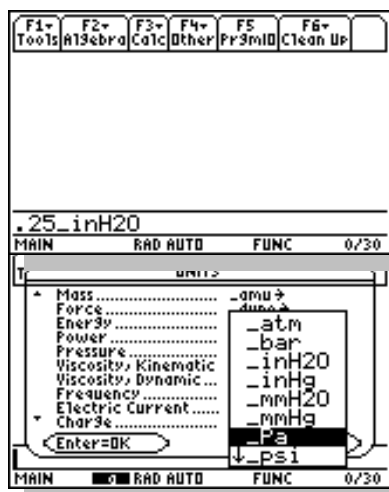 F1▾ F2▾ F3▾ F4▾ F5 F6▾
Tools Algebra Calc Other PrgmIO Clean Up
.25_inH2O
MAIN RAD AUTO FUNC 0/30
UNITS
Mass _amu→
Force
Energy
Power
Pressure
Viscosity, Kinematic
Viscosity, Dynamic
Frequency
Electric Current
Charge
_atm
_bar
_inH2O
_inHg
_mmH2O
_mmHg
_Pa
↓_psi
Enter=OK
MAIN RAD AUTO FUNC 0/30